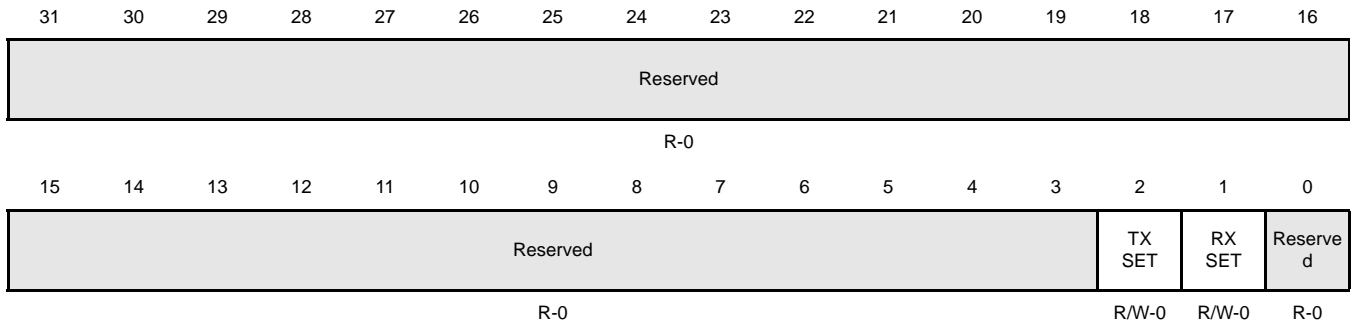 31 30 29 28 27 26 25 24 23 22 21 20 19 18 17 16
Reserved
R-0
15 14 13 12 11 10 9 8 7 6 5 4 3 2 1 0
Reserved TX SET RX SET Reserve d
R-0 R/W-0 R/W-0 R-0